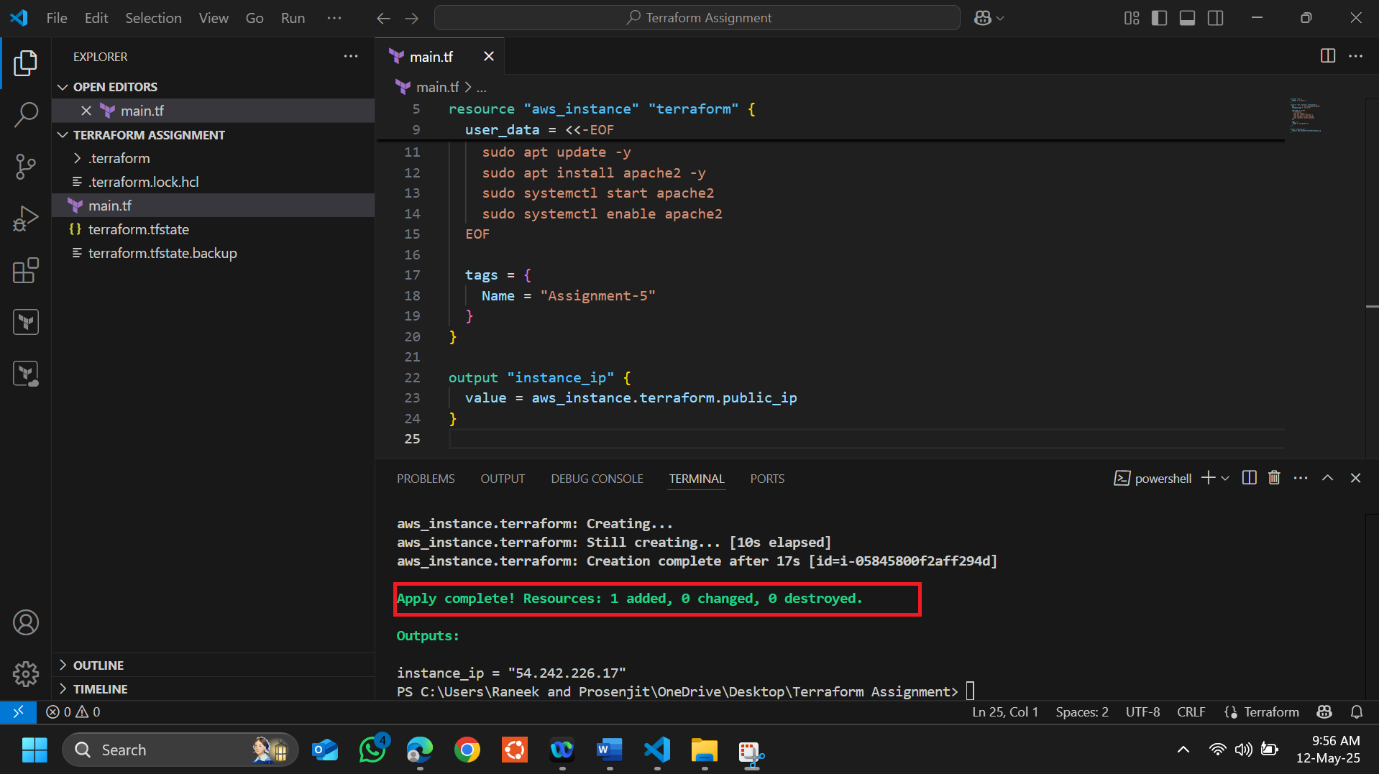 File Edit Selection View Go Run ··· Terraform Assignment
EXPLORER ···
OPEN EDITORS
main.tf
TERRAFORM ASSIGNMENT
.terraform
.terraform.lock.hcl
main.tf
{} terraform.tfstate
terraform.tfstate.backup
OUTLINE
TIMELINE
main.tf
main.tf > ...
5 resource "aws_instance" "terraform" {
9 user_data = <<-EOF
11 sudo apt update -y
12 sudo apt install apache2 -y
13 sudo systemctl start apache2
14 sudo systemctl enable apache2
15 EOF
16
17 tags = {
18 Name = "Assignment-5"
19 }
20 }
21
22 output "instance_ip" {
23 value = aws_instance.terraform.public_ip
24 }
25
PROBLEMS OUTPUT DEBUG CONSOLE TERMINAL PORTS powershell
aws_instance.terraform: Creating...
aws_instance.terraform: Still creating... [10s elapsed]
aws_instance.terraform: Creation complete after 17s [id=i-05845800f2aff294d]
Apply complete! Resources: 1 added, 0 changed, 0 destroyed.
Outputs:
instance_ip = "54.242.226.17"
PS C:\Users\Raneek and Prosenjit\OneDrive\Desktop\Terraform Assignment>
0 0 Ln 25, Col 1 Spaces: 2 UTF-8 CRLF Terraform
Search 4 9:56 AM
12-May-25